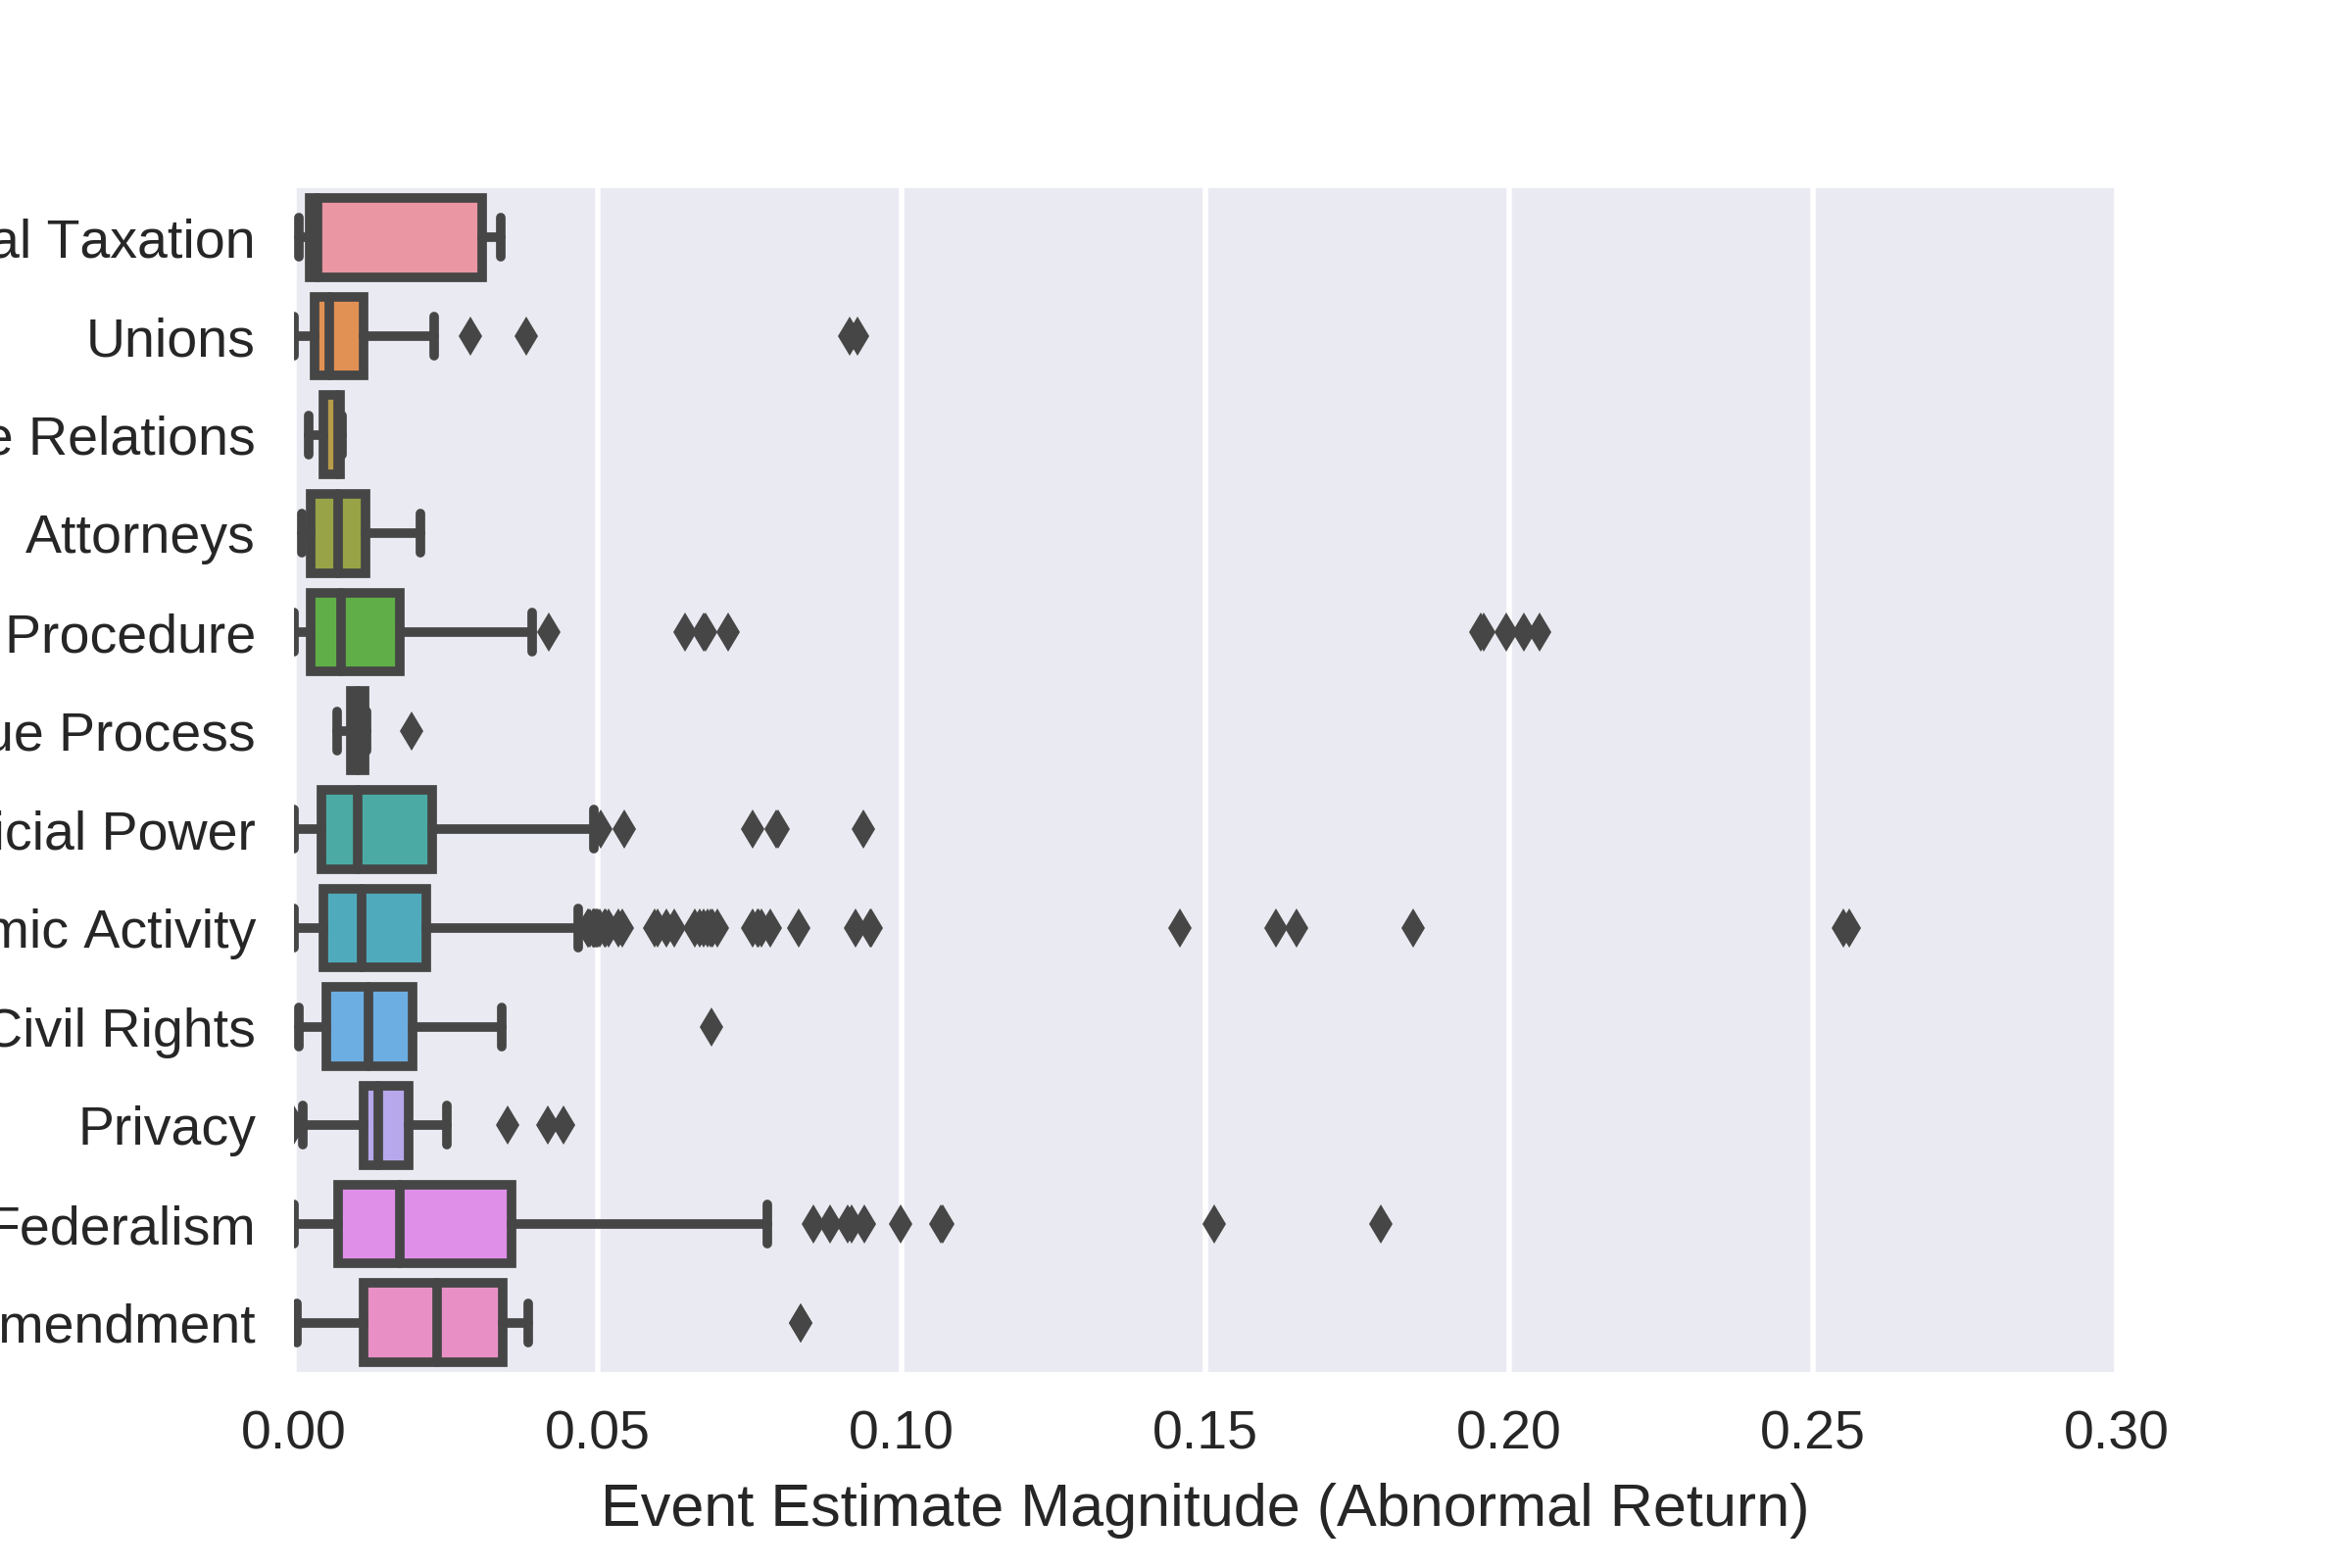 al Taxation
Unions
e Relations
Attorneys
Procedure
ue Process
icial Power
mic Activity
Civil Rights
Privacy
Federalism
mendment
0.00 0.05 0.10 0.15 0.20 0.25 0.30
Event Estimate Magnitude (Abnormal Return)